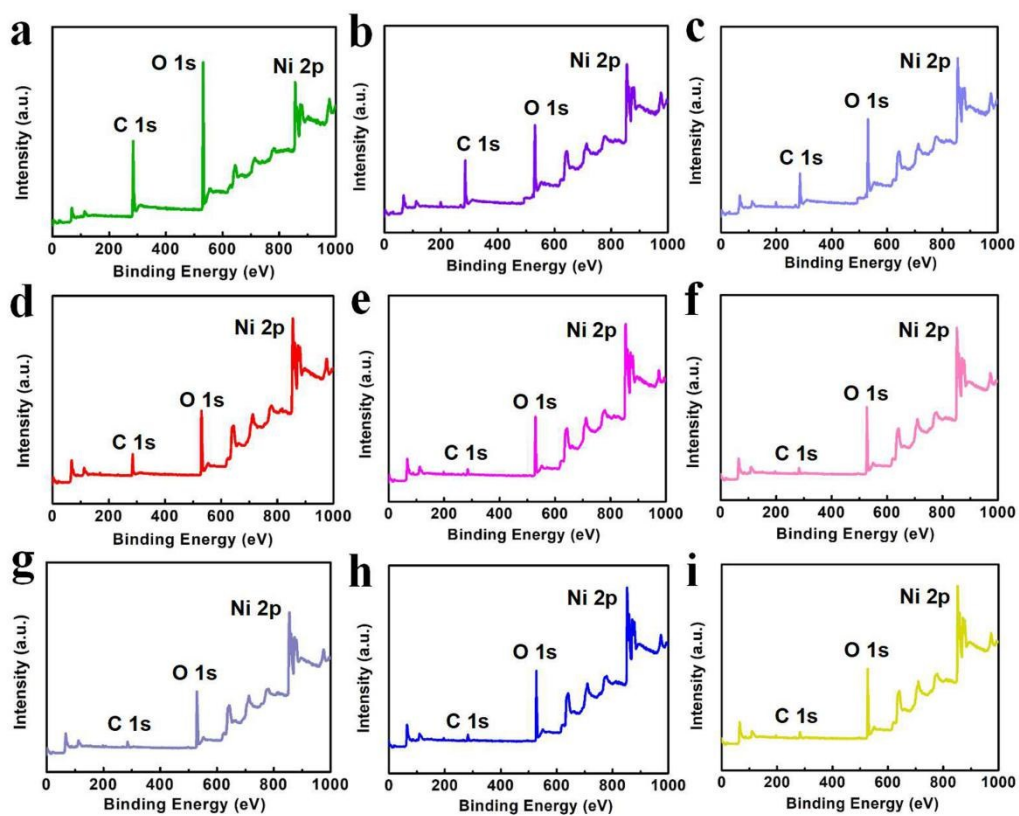 a
Intensity (a.u.)
C 1s
O 1s
Ni 2p
0 200 400 600 800 1000
Binding Energy (eV)
b
Intensity (a.u.)
C 1s
O 1s
Ni 2p
0 200 400 600 800 1000
Binding Energy (eV)
c
Intensity (a.u.)
C 1s
O 1s
Ni 2p
0 200 400 600 800 1000
Binding Energy (eV)
d
Intensity (a.u.)
C 1s
O 1s
Ni 2p
0 200 400 600 800 1000
Binding Energy (eV)
e
Intensity (a.u.)
C 1s
O 1s
Ni 2p
0 200 400 600 800 1000
Binding Energy (eV)
f
Intensity (a.u.)
C 1s
O 1s
Ni 2p
0 200 400 600 800 1000
Binding Energy (eV)
g
Intensity (a.u.)
C 1s
O 1s
Ni 2p
0 200 400 600 800 1000
Binding Energy (eV)
h
Intensity (a.u.)
C 1s
O 1s
Ni 2p
0 200 400 600 800 1000
Binding Energy (eV)
i
Intensity (a.u.)
C 1s
O 1s
Ni 2p
0 200 400 600 800 1000
Binding Energy (eV)